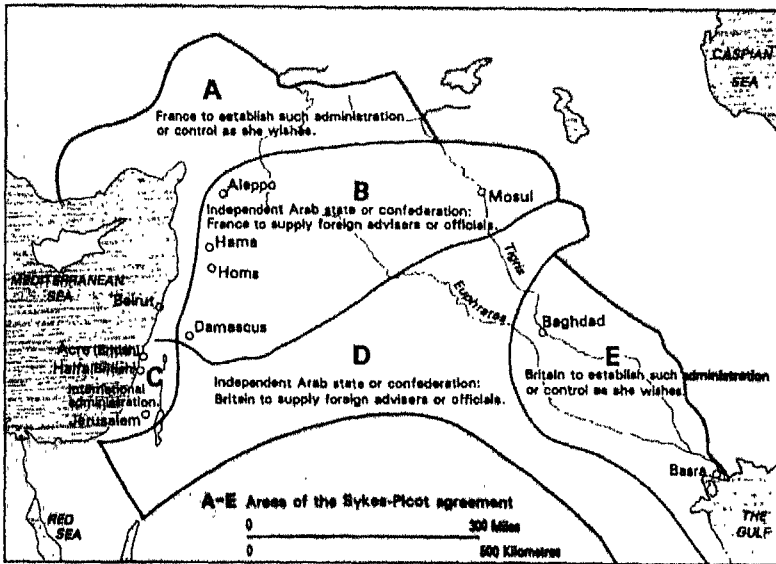 CASPIAN
SEA
A
France to establish such administration
or control as she wishes.
Aleppo
B
Mosul
Independent Arab state or confederation:
France to supply foreign advisers or officials.
Hama
Homs
Tigris
MEDITERRANEAN
SEA
Beirut
Euphrates
Damascus
Baghdad
Acre (British)
Haifa (British)
C
International
administration.
Jerusalem
D
Independent Arab state or confederation:
Britain to supply foreign advisers or officials.
E
Britain to establish such administration
or control as she wishes.
Basra
A-E Areas of the Sykes-Picot agreement
0 300 Miles
0 500 Kilometres
RED
SEA
THE
GULF